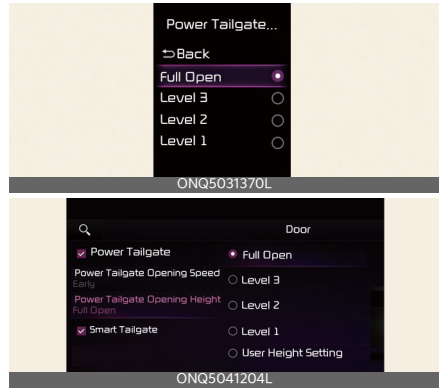 Power Tailgate...
Back
Full Open
Level 3
Level 2
Level 1
ONQ5031370L
Door
Power Tailgate
Full Open
Power Tailgate Opening Speed
Early
Level 3
Power Tailgate Opening Height
Full Open
Level 2
Smart Tailgate
Level 1
User Height Setting
ONQ5041204L